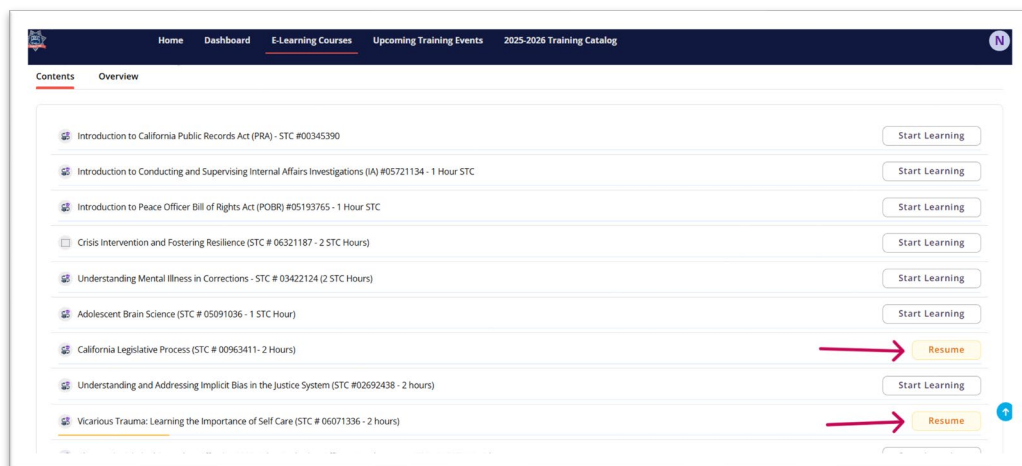 Home Dashboard E-Learning Courses Upcoming Training Events 2025-2026 Training Catalog N
Contents Overview
Introduction to California Public Records Act (PRA) - STC #00345390 Start Learning
Introduction to Conducting and Supervising Internal Affairs Investigations (IA) #05721134 - 1 Hour STC Start Learning
Introduction to Peace Officer Bill of Rights Act (POBR) #05193765 - 1 Hour STC Start Learning
Crisis Intervention and Fostering Resilience (STC # 06321187 - 2 STC Hours) Start Learning
Understanding Mental Illness in Corrections - STC # 03422124 (2 STC Hours) Start Learning
Adolescent Brain Science (STC # 05091036 - 1 STC Hour) Start Learning
California Legislative Process (STC # 00963411- 2 Hours) Resume
Understanding and Addressing Implicit Bias in the Justice System (STC #02692438 - 2 hours) Start Learning
Vicarious Trauma: Learning the Importance of Self Care (STC # 06071336 - 2 hours) Resume